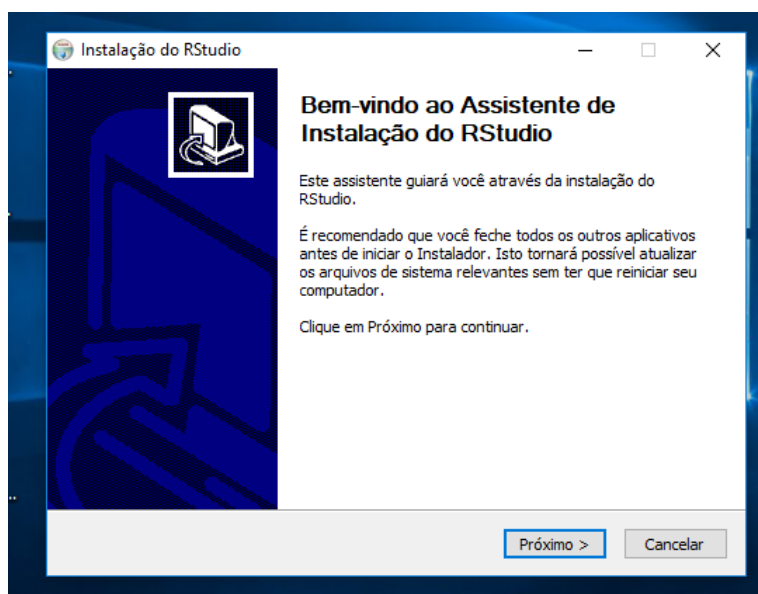 Instalação do RStudio
Bem-vindo ao Assistente de
Instalação do RStudio
Este assistente guiará você através da instalação do
RStudio.
É recomendado que você feche todos os outros aplicativos
antes de iniciar o Instalador. Isto tornará possível atualizar
os arquivos de sistema relevantes sem ter que reiniciar seu
computador.
Clique em Próximo para continuar.
Próximo >
Cancelar